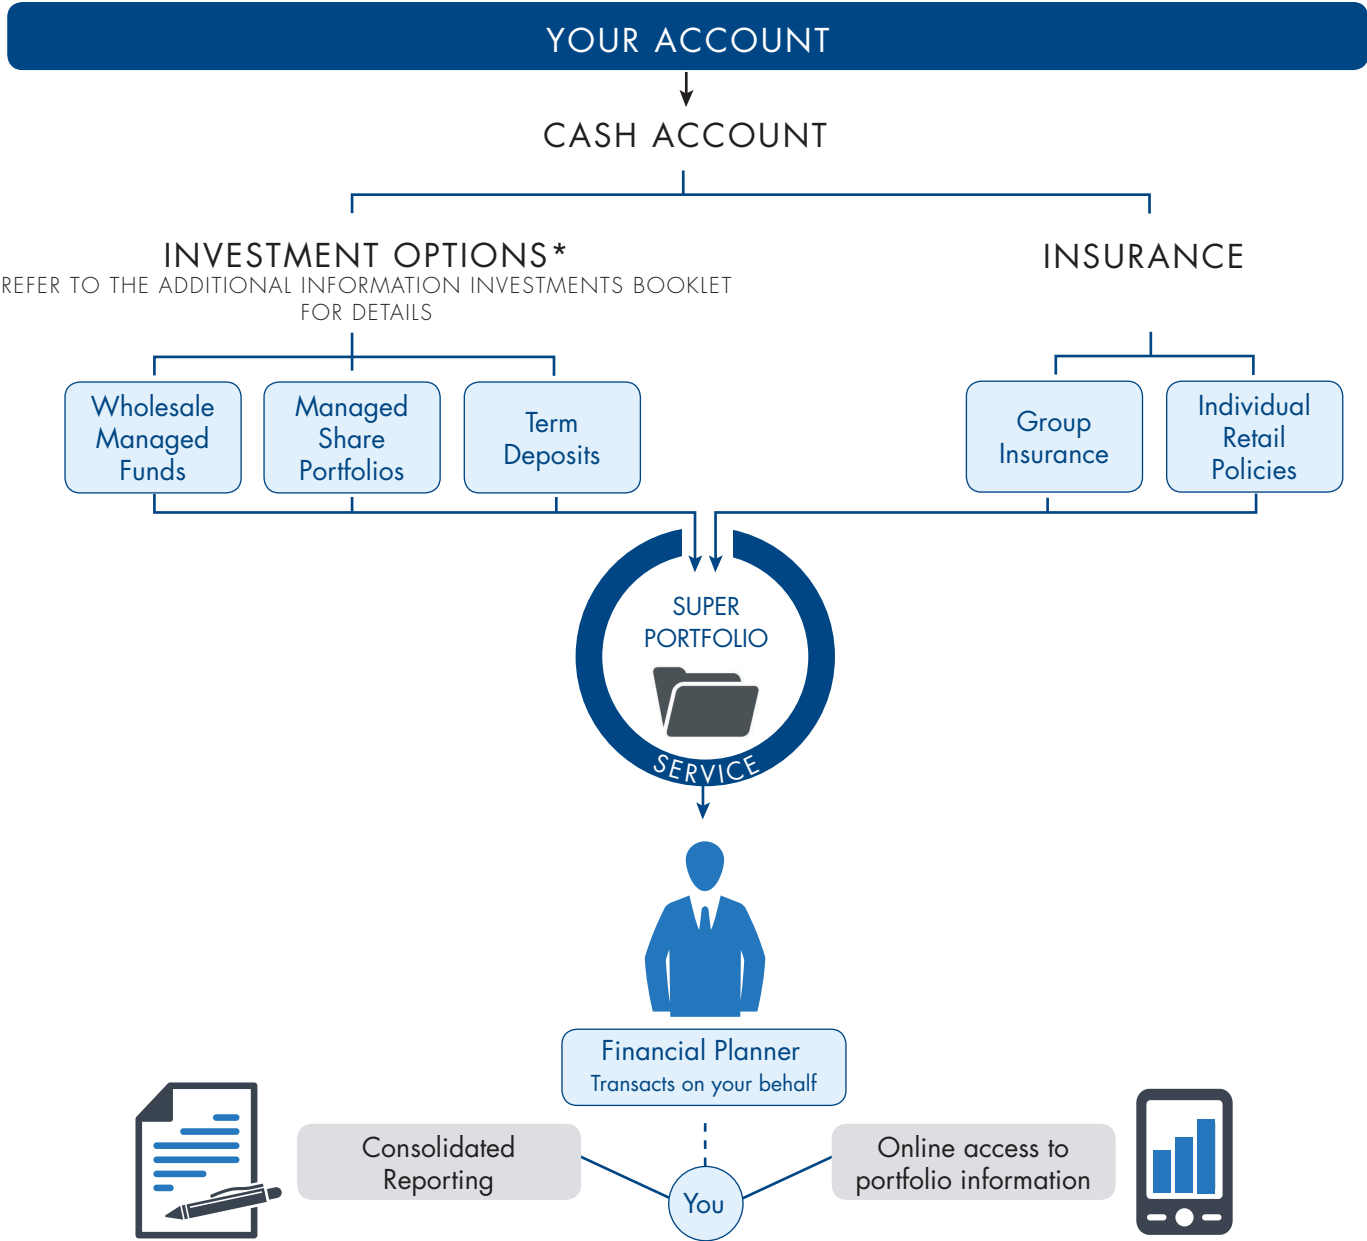 YOUR ACCOUNT
CASH ACCOUNT
INVESTMENT OPTIONS*
REFER TO THE ADDITIONAL INFORMATION INVESTMENTS BOOKLET
FOR DETAILS
INSURANCE
Wholesale
Managed
Funds
Managed
Share
Portfolios
Term
Deposits
Group
Insurance
Individual
Retail
Policies
SUPER
PORTFOLIO
SERVICE
Financial Planner
Transacts on your behalf
Consolidated
Reporting
Online access to
portfolio information
You